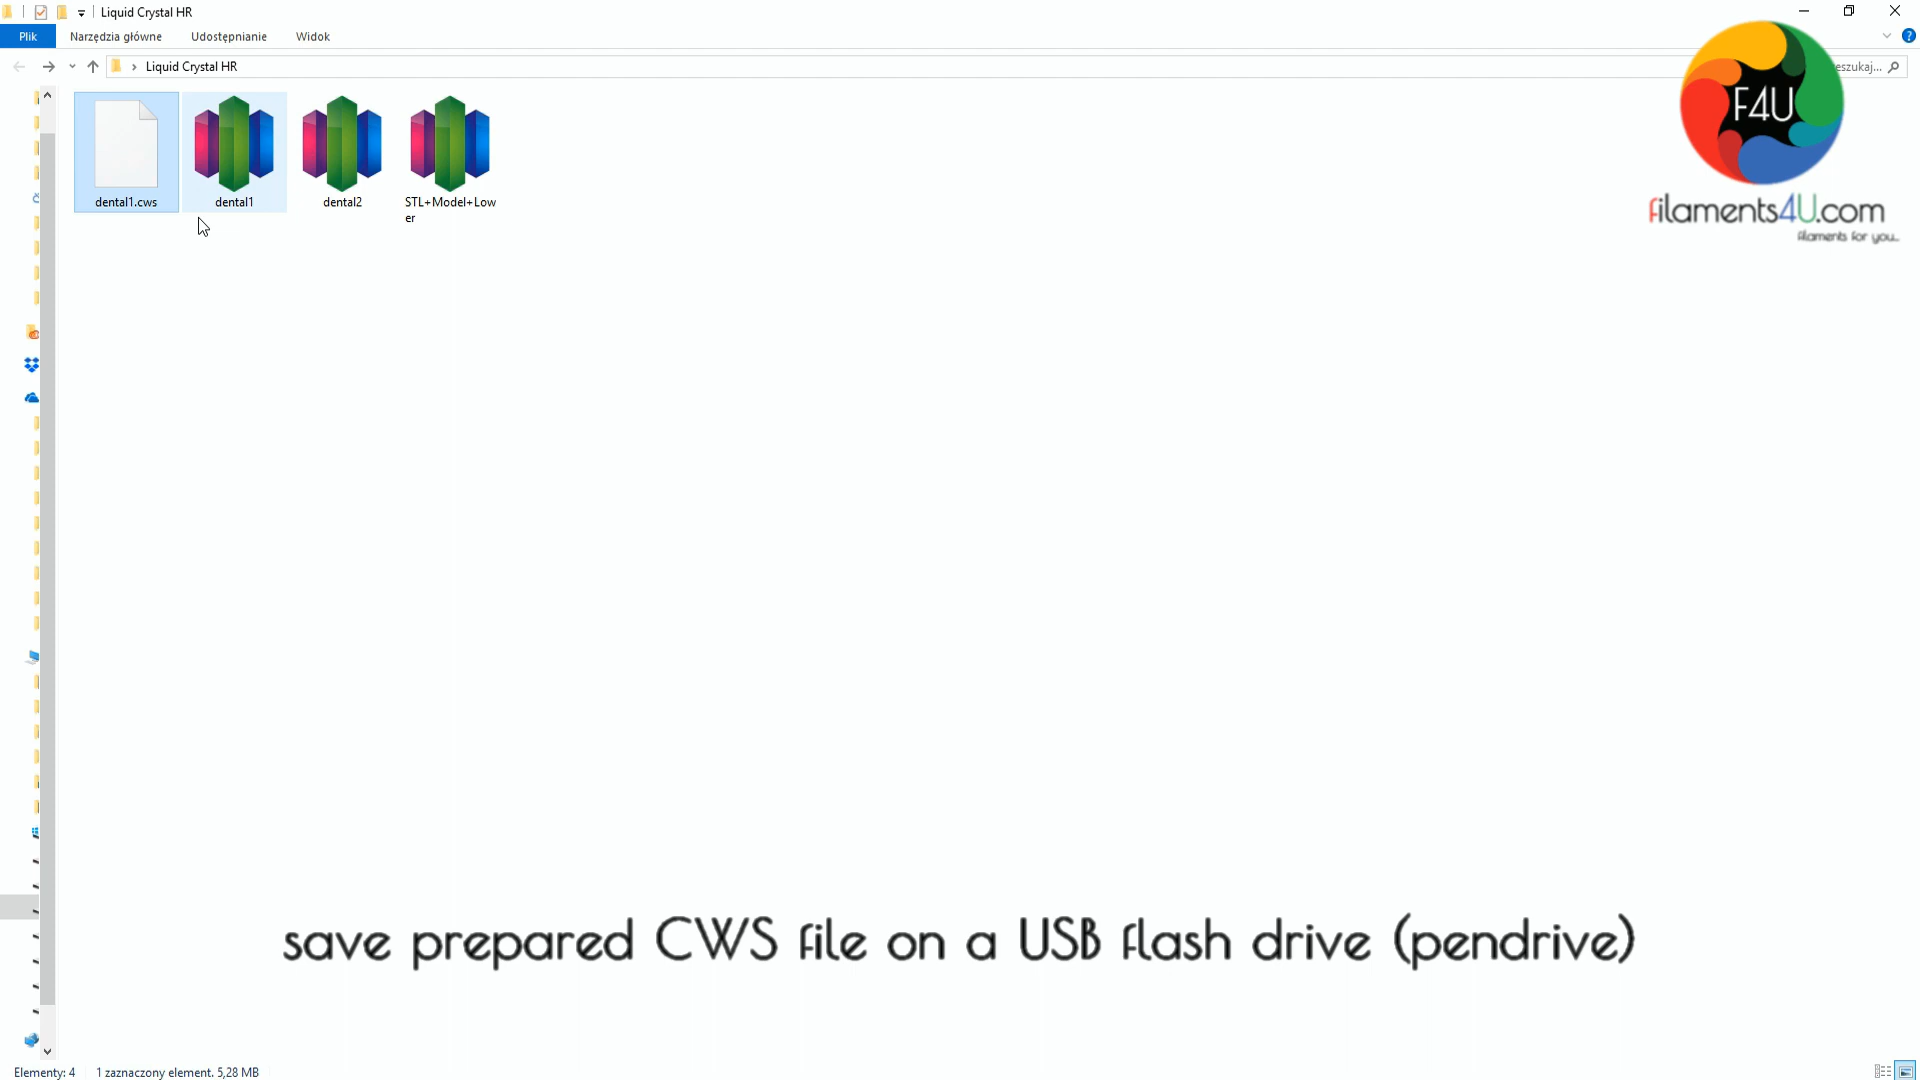 Liquid Crystal HR
Plik Narzędzia główne Udostępnianie Widok
Liquid Crystal HR
F4U
filaments4U.com
filaments for you...
dental1.cws
dental1
dental2
STL+Model+Low
er
save prepared CWS file on a USB flash drive (pendrive)
Elementy: 4 1 zaznaczony element. 5,28 MB